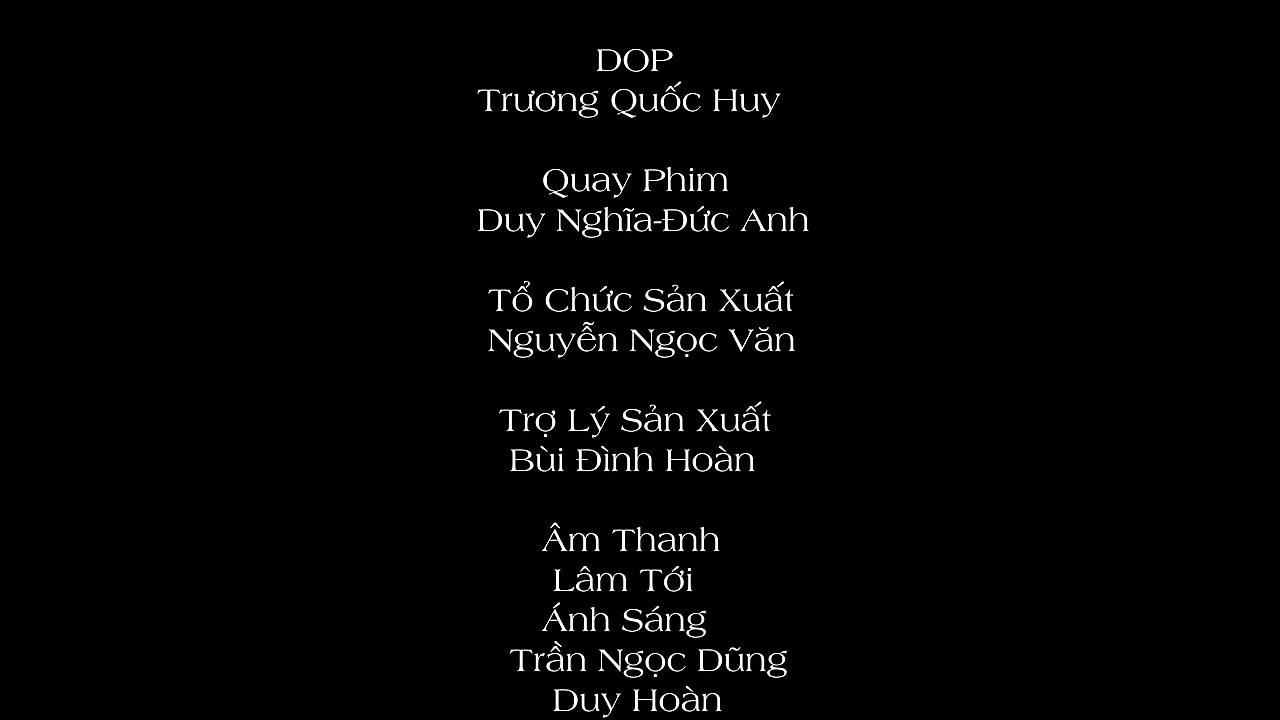 DOP
Trương Quốc Huy
Quay Phim
Duy Nghĩa-Đức Anh
Tổ Chức Sản Xuất
Nguyễn Ngọc Văn
Trợ Lý Sản Xuất
Bùi Đình Hoàn
Âm Thanh
Lâm Tới
Ánh Sáng
Trần Ngọc Dũng
Duy Hoàn